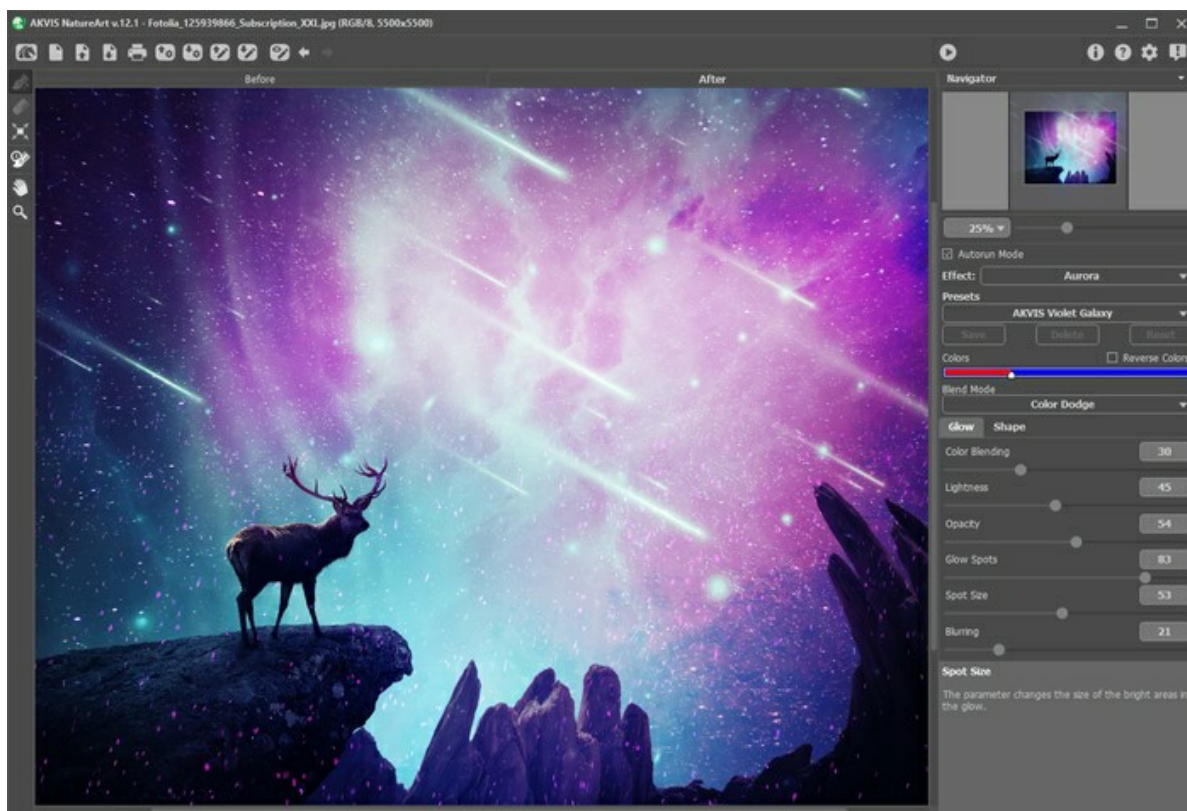 AKVIS NatureArt v.12.1 - Fotolia_125939866_Subscription_XXL.jpg (RGB/8, 5500x5500)
Before
After
Navigator
25%
Autorun Mode
Effect: Aurora
Presets
AKVIS Violet Galaxy
Save Delete Reset
Colors Reverse Colors
Blend Mode
Color Dodge
Glow Shape
Color Blending 30
Lightness 45
Opacity 54
Glow Spots 83
Spot Size 53
Blurring 21
Spot Size
The parameter changes the size of the bright areas in
the glow.